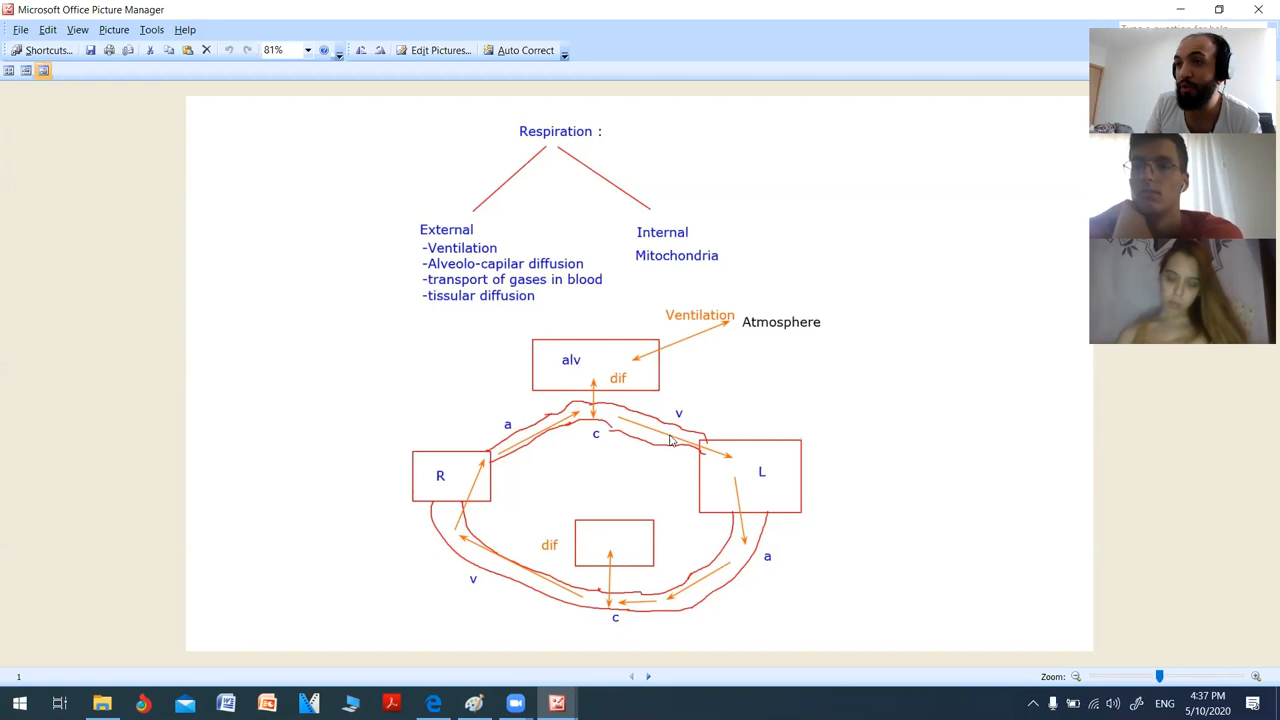 Microsoft Office Picture Manager
File Edit View Picture Tools Help
Shortcuts... 81% Edit Pictures... Auto Correct
Respiration :
External
-Ventilation
-Alveolo-capilar diffusion
-transport of gases in blood
-tissular diffusion
Internal
Mitochondria
Ventilation
Atmosphere
alv
dif
a
v
c
R
L
dif
a
v
c
1
Zoom:
ENG
4:37 PM
5/10/2020